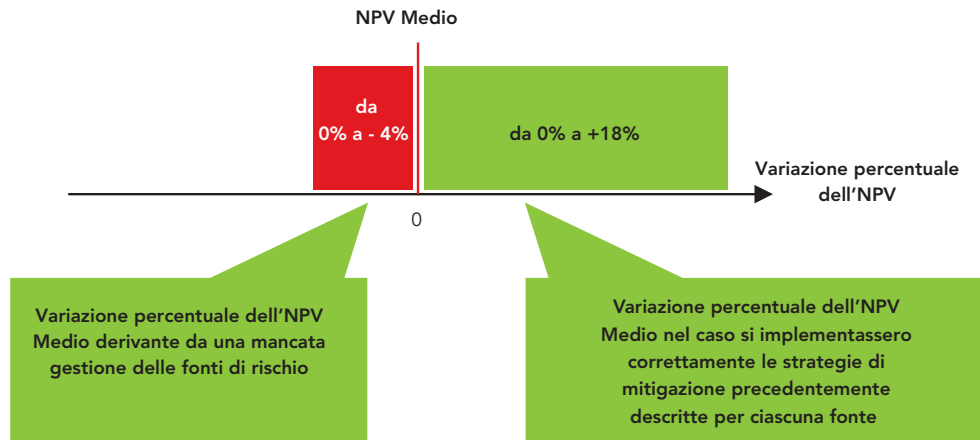 NPV Medio
da
0% a - 4%
da 0% a +18%
Variazione percentuale
dell'NPV
0
Variazione percentuale dell'NPV
Medio derivante da una mancata
gestione delle fonti di rischio
Variazione percentuale dell'NPV
Medio nel caso si implementassero
correttamente le strategie di
mitigazione precedentemente
descritte per ciascuna fonte